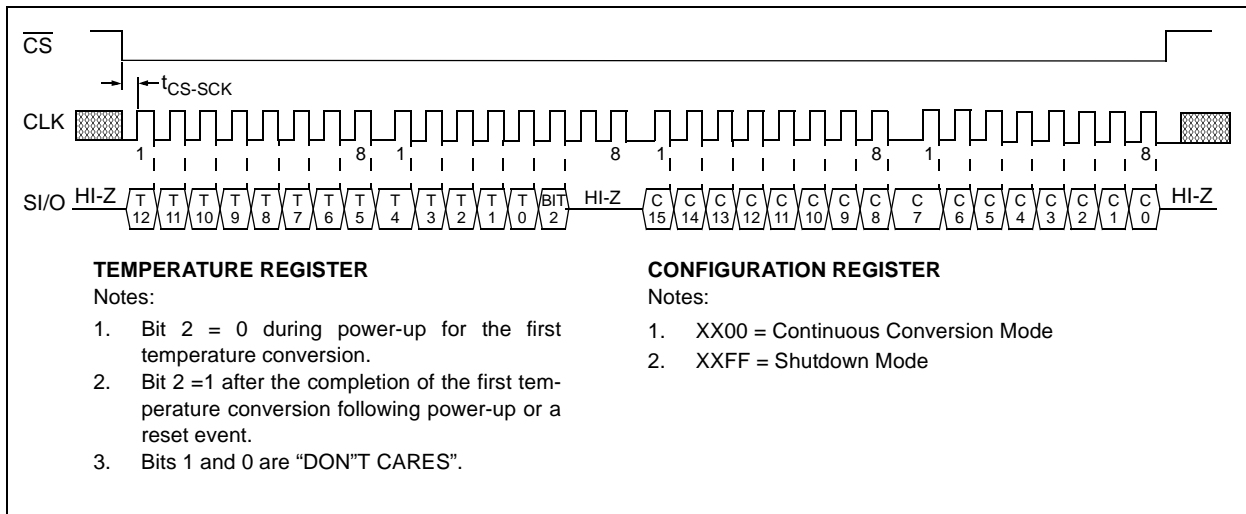 CS
tCS-SCK
CLK
1 8 1 8 1 8 1 8
SI/O HI-Z T 12 T 11 T 10 T 9 T 8 T 7 T 6 T 5 T 4 T 3 T 2 T 1 T 0 BIT 2 HI-Z C 15 C 14 C 13 C 12 C 11 C 10 C 9 C 8 C 7 C 6 C 5 C 4 C 3 C 2 C 1 C 0 HI-Z
TEMPERATURE REGISTER
Notes:
1. Bit 2 = 0 during power-up for the first
temperature conversion.
2. Bit 2 =1 after the completion of the first tem-
perature conversion following power-up or a
reset event.
3. Bits 1 and 0 are “DON"T CARES”.
CONFIGURATION REGISTER
Notes:
1. XX00 = Continuous Conversion Mode
2. XXFF = Shutdown Mode